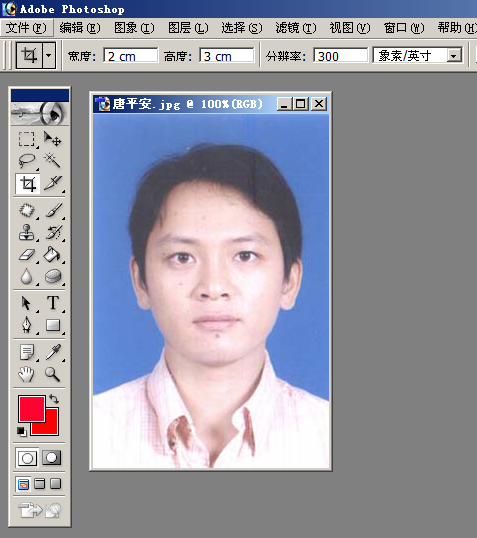 Adobe Photoshop
文件(F) 编辑(E) 图象(I) 图层(L) 选择(S) 滤镜(T) 视图(V) 窗口(W) 帮助(H)
宽度: 2 cm 高度: 3 cm 分辨率: 300 象素/英寸
唐平安.jpg @ 100%(RGB)
T